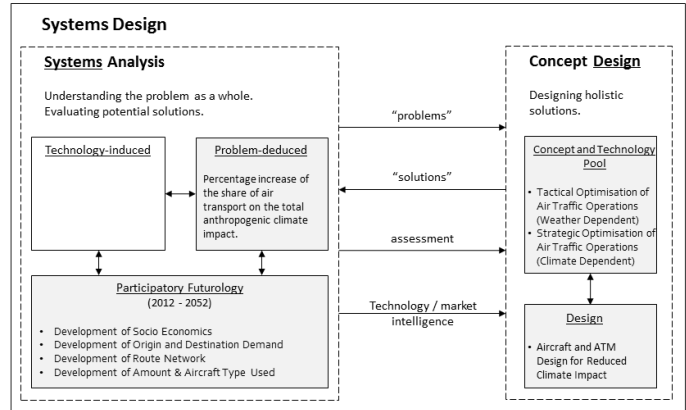 Systems Design
Systems Analysis
Understanding the problem as a whole.
Evaluating potential solutions.
Technology-induced
Problem-deduced
Percentage increase of
the share of air
transport on the total
anthropogenic climate
impact.
Participatory Futurology
(2012 - 2052)
• Development of Socio Economics
• Development of Origin and Destination Demand
• Development of Route Network
• Development of Amount & Aircraft Type Used
“problems”
“solutions”
assessment
Technology / market
intelligence
Concept Design
Designing holistic
solutions.
Concept and Technology
Pool
• Tactical Optimisation of
Air Traffic Operations
(Weather Dependent)
• Strategic Optimisation of
Air Traffic Operations
(Climate Dependent)
Design
• Aircraft and ATM
Design for Reduced
Climate Impact